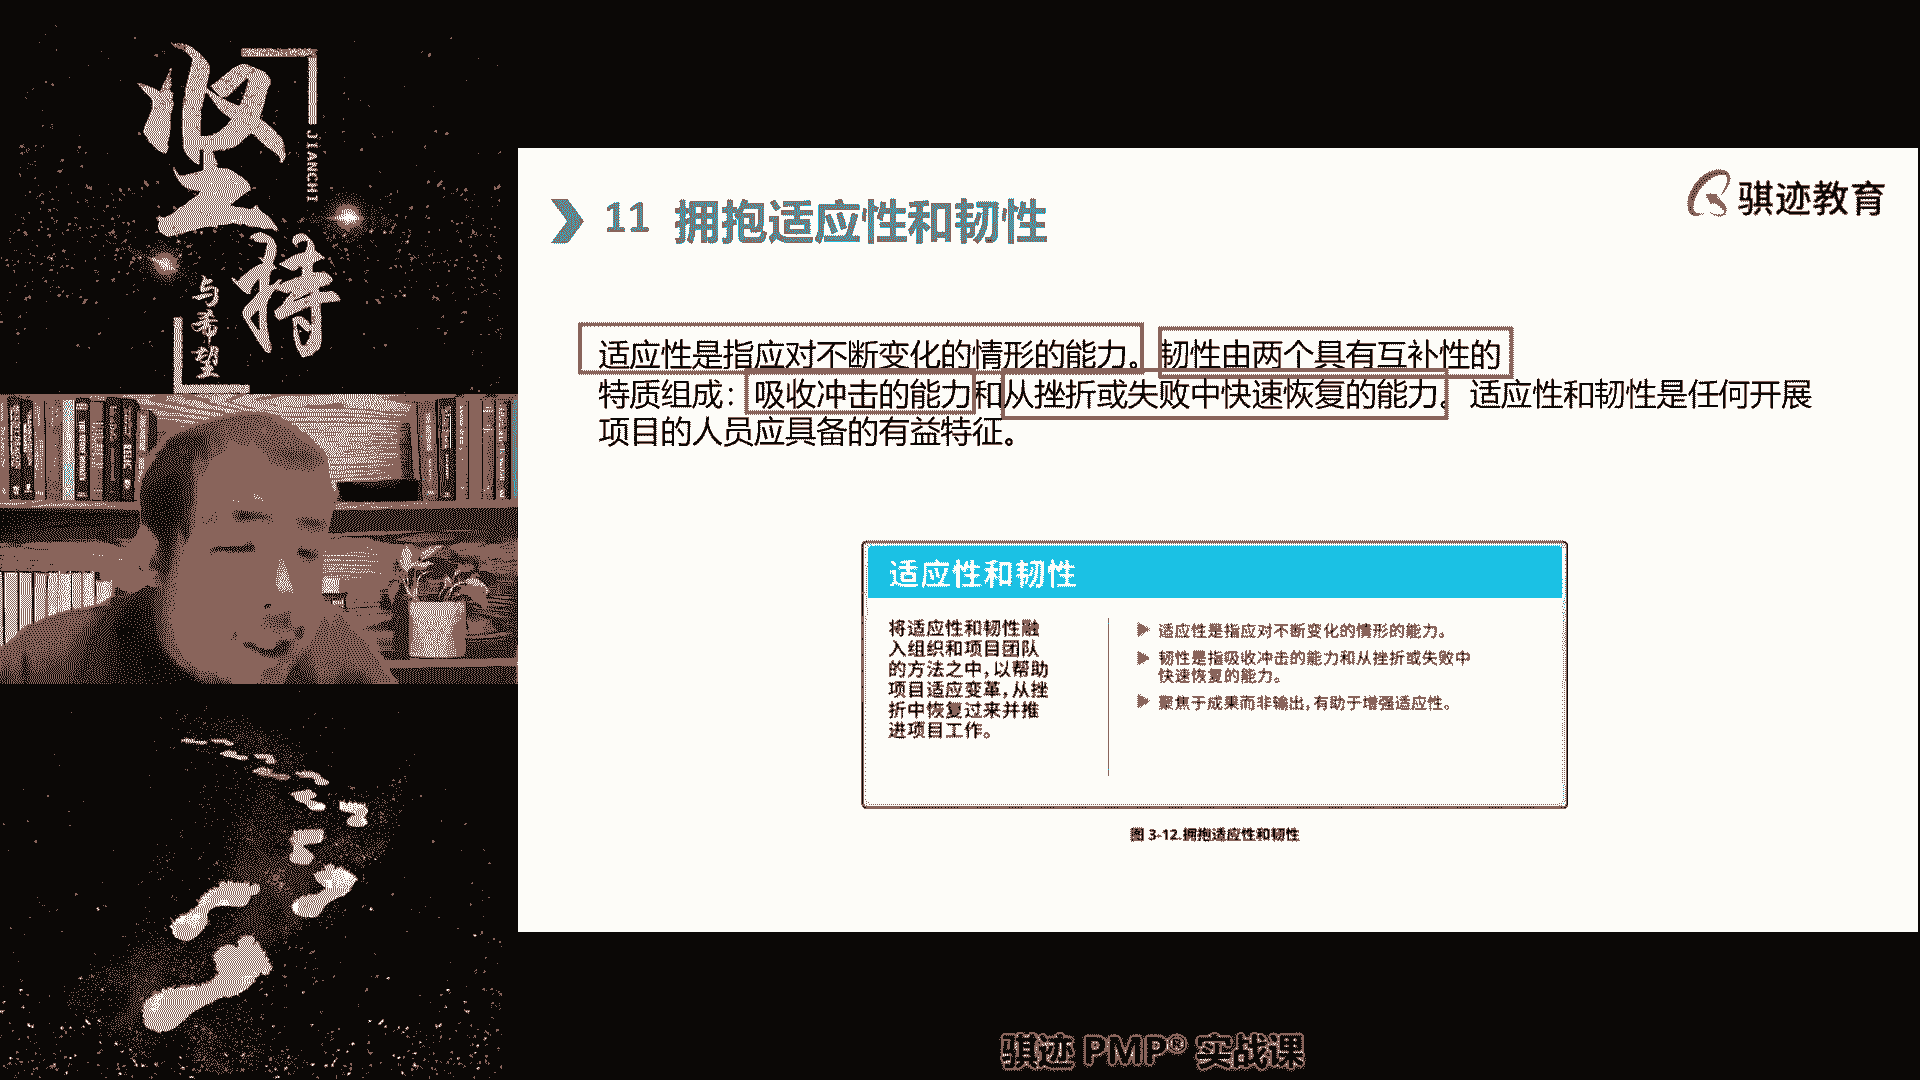 坚持
JIANCHI
与希望
骐迹教育
11 拥抱适应性和韧性
适应性是指应对不断变化的情形的能力。韧性由两个具有互补性的
特质组成：吸收冲击的能力和从挫折或失败中快速恢复的能力。适应性和韧性是任何开展
项目的人员应具备的有益特征。
适应性和韧性
将适应性和韧性融
入组织和项目团队
的方法之中，以帮助
项目适应变革，从挫
折中恢复过来并推
进项目工作。
适应性是指应对不断变化的情形的能力。
韧性是指吸收冲击的能力和从挫折或失败中
快速恢复的能力。
聚焦于成果而非输出，有助于增强适应性。
图 3-12.拥抱适应性和韧性
骐迹 PMP® 实战课